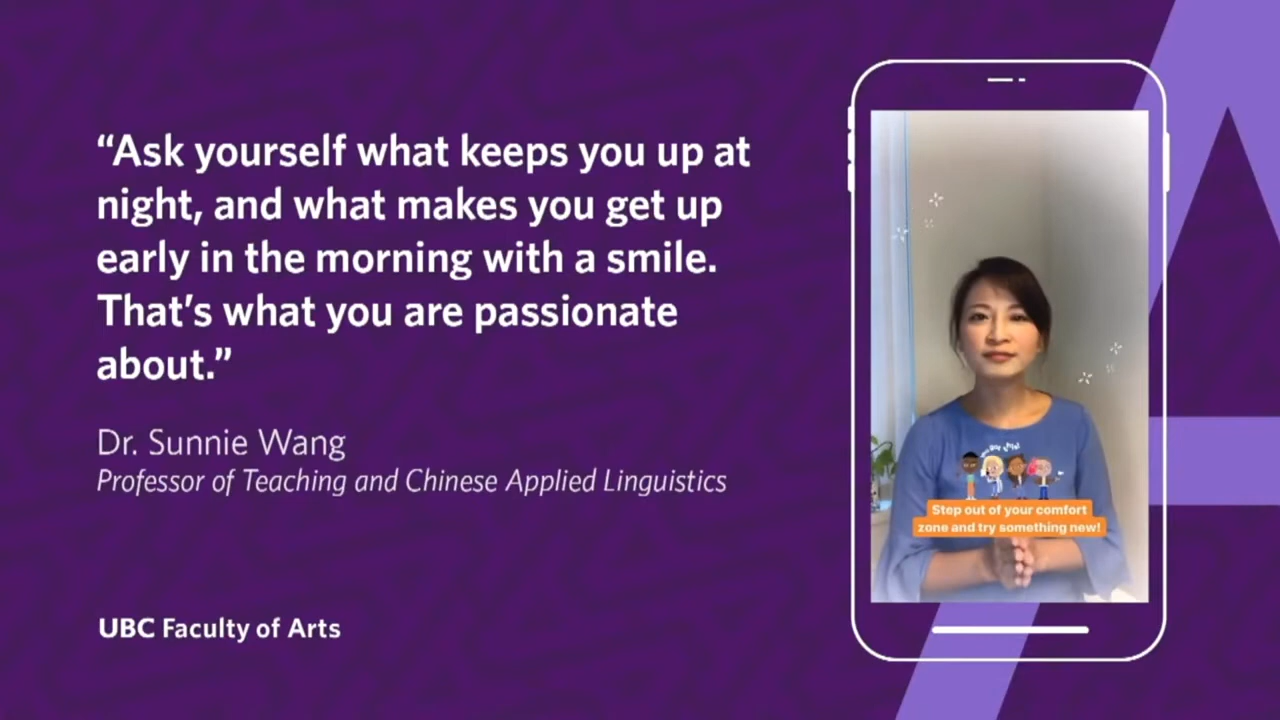 “Ask yourself what keeps you up at
night, and what makes you get up
early in the morning with a smile.
That’s what you are passionate
about.”
Dr. Sunnie Wang
Professor of Teaching and Chinese Applied Linguistics
UBC Faculty of Arts
Step out of your comfort
zone and try something new!